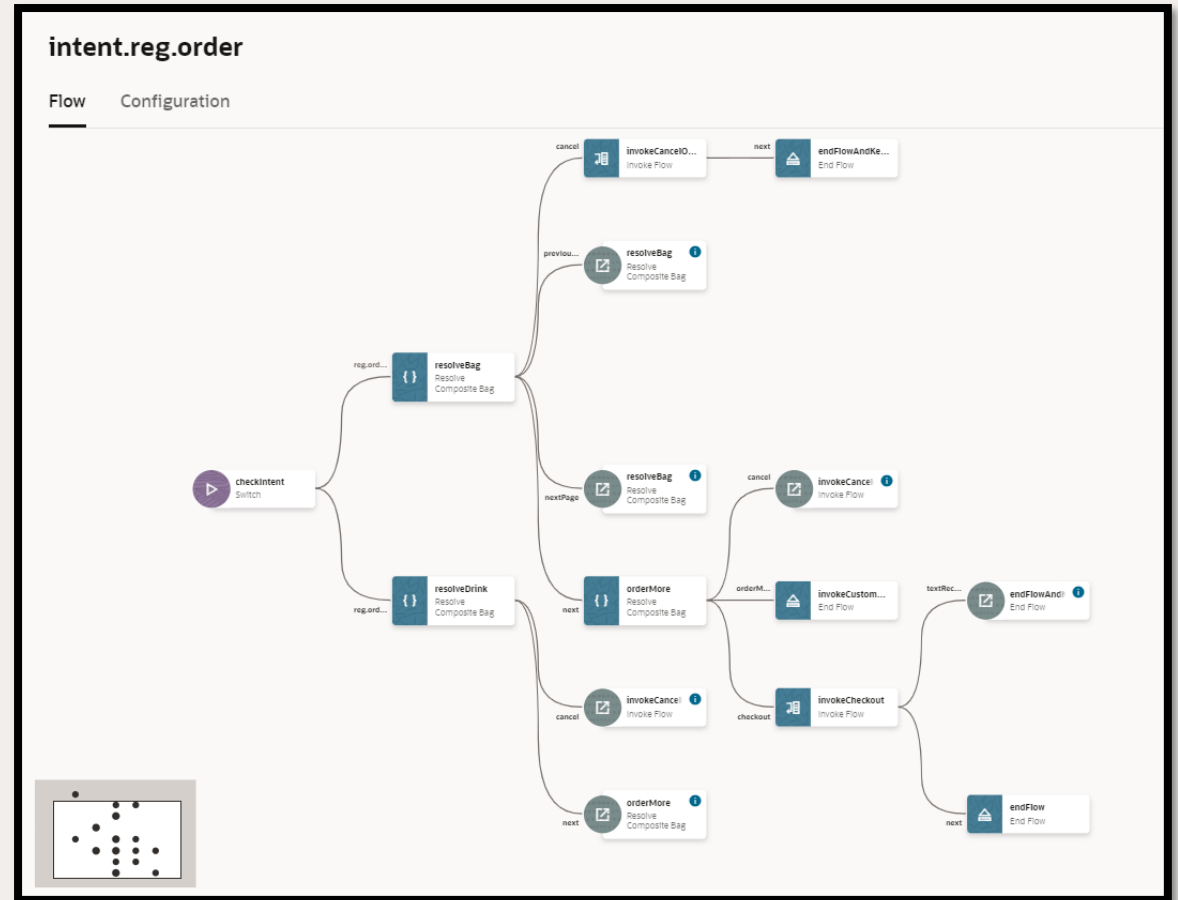 intent.reg.order
Flow
Configuration
cancel
invokeCancelO...
Invoke Flow
next
endFlowAndKe...
End Flow
previou...
resolveBag
Resolve
Composite Bag
reg.ord...
resolveBag
Resolve
Composite Bag
checkIntent
Switch
nextPage
resolveBag
Resolve
Composite Bag
cancel
invokeCancel
Invoke Flow
reg.ord...
resolveDrink
Resolve
Composite Bag
next
orderMore
Resolve
Composite Bag
orderM...
invokeCustom...
End Flow
textRec...
endFlowAnd
End Flow
cancel
invokeCance
Invoke Flow
checkout
invokeCheckout
Invoke Flow
next
orderMore
Resolve
Composite Bag
next
endFlow
End Flow